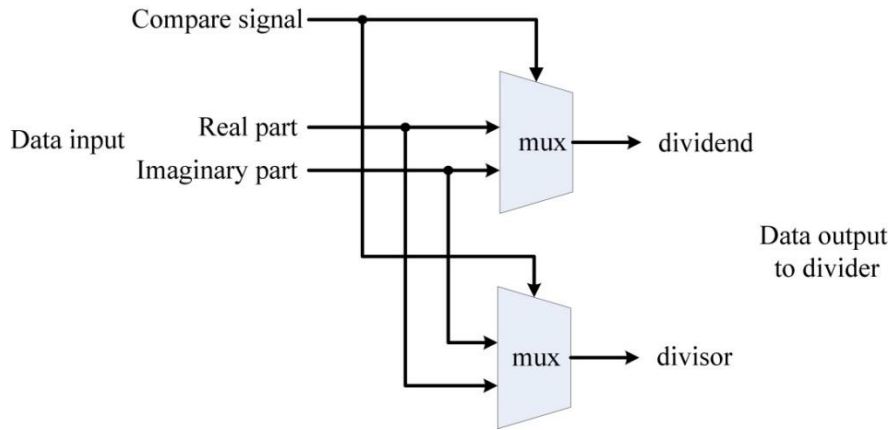 Compare signal
Real part
Data input
Imaginary part
mux
dividend
Data output
to divider
mux
divisor